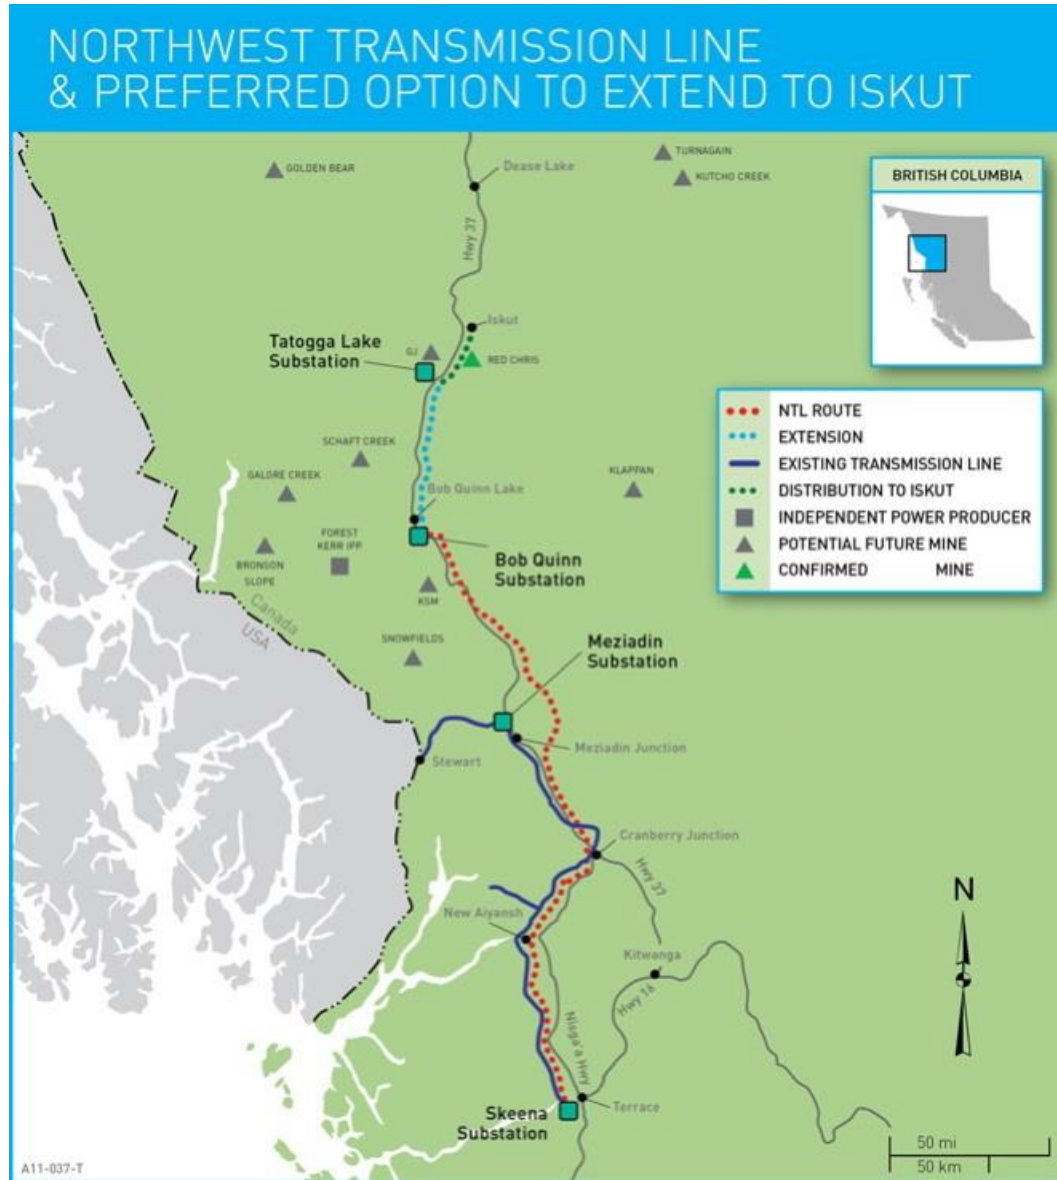 NORTHWEST TRANSMISSION LINE
& PREFERRED OPTION TO EXTEND TO ISKUT
GOLDEN BEAR
Dease Lake
TURNAGAIN
KUTCHO CREEK
BRITISH COLUMBIA
Hwy 37
Iskut
Tatogga Lake
Substation
GJ
RED CHRIS
NTL ROUTE
EXTENSION
EXISTING TRANSMISSION LINE
DISTRIBUTION TO ISKUT
INDEPENDENT POWER PRODUCER
POTENTIAL FUTURE MINE
CONFIRMED MINE
SCHAFT CREEK
GALORE CREEK
KLAPPAN
Bob Quinn Lake
FOREST
KERR IPP
BRONSON
SLOPE
Bob Quinn
Substation
KSM
Canada
USA
SNOWFIELDS
Meziadin
Substation
Meziadin Junction
Stewart
Cranberry Junction
Hwy 37
N
New Aiyansh
Kitwanga
Hwy 16
Nisga'a Hwy
Skeena
Substation
Terrace
50 mi
50 km
A11-037-T